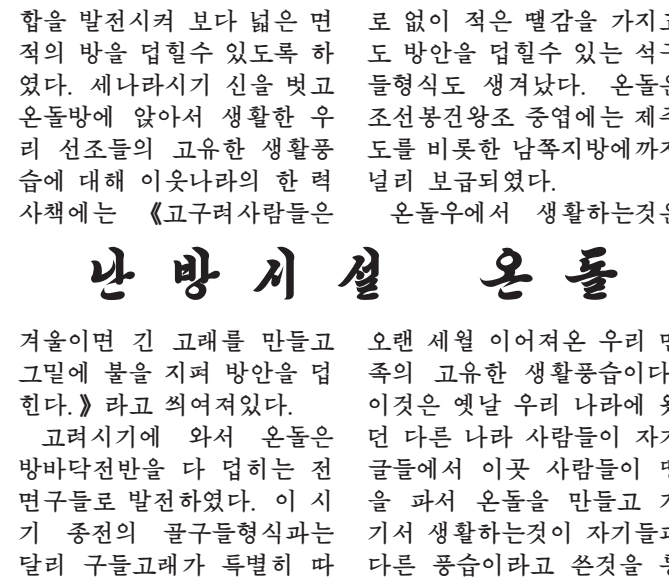 난방시설 온돌
합을 발전시켜 보다 넓은 면
적의 방을 덥힐수 있도록 하
였다. 세나라시기 신을 벗고
온돌방에 앉아서 생활한 우
리 선조들의 고유한 생활풍
습에 대해 이웃나라의 한 력
사책에는 《고구려사람들은
겨울이면 긴 고래를 만들고
그밑에 불을 지펴 방안을 덥
힌다.》라고 씌여져있다.
고려시기에 와서 온돌은
방바닥전반을 다 덥히는 전
면구들로 발전하였다. 이 시
기 종전의 골구들형식과는
달리 구들고래가 특별히 따
로 없이 적은 땔감을 가지고
도 방안을 덥힐수 있는 석구
들형식도 생겨났다. 온돌은
조선봉건왕조 중엽에는 제주
도를 비롯한 남쪽지방에까지
널리 보급되였다.
온돌우에서 생활하는것은
오랜 세월 이어져온 우리 민
족의 고유한 생활풍습이다.
이것은 옛날 우리 나라에 왔
던 다른 나라 사람들이 자기
글들에서 이곳 사람들이
을 파서 온돌을 만들고
기서 생활하는것이 자기들과
다른 풍습이라고 쓴것을